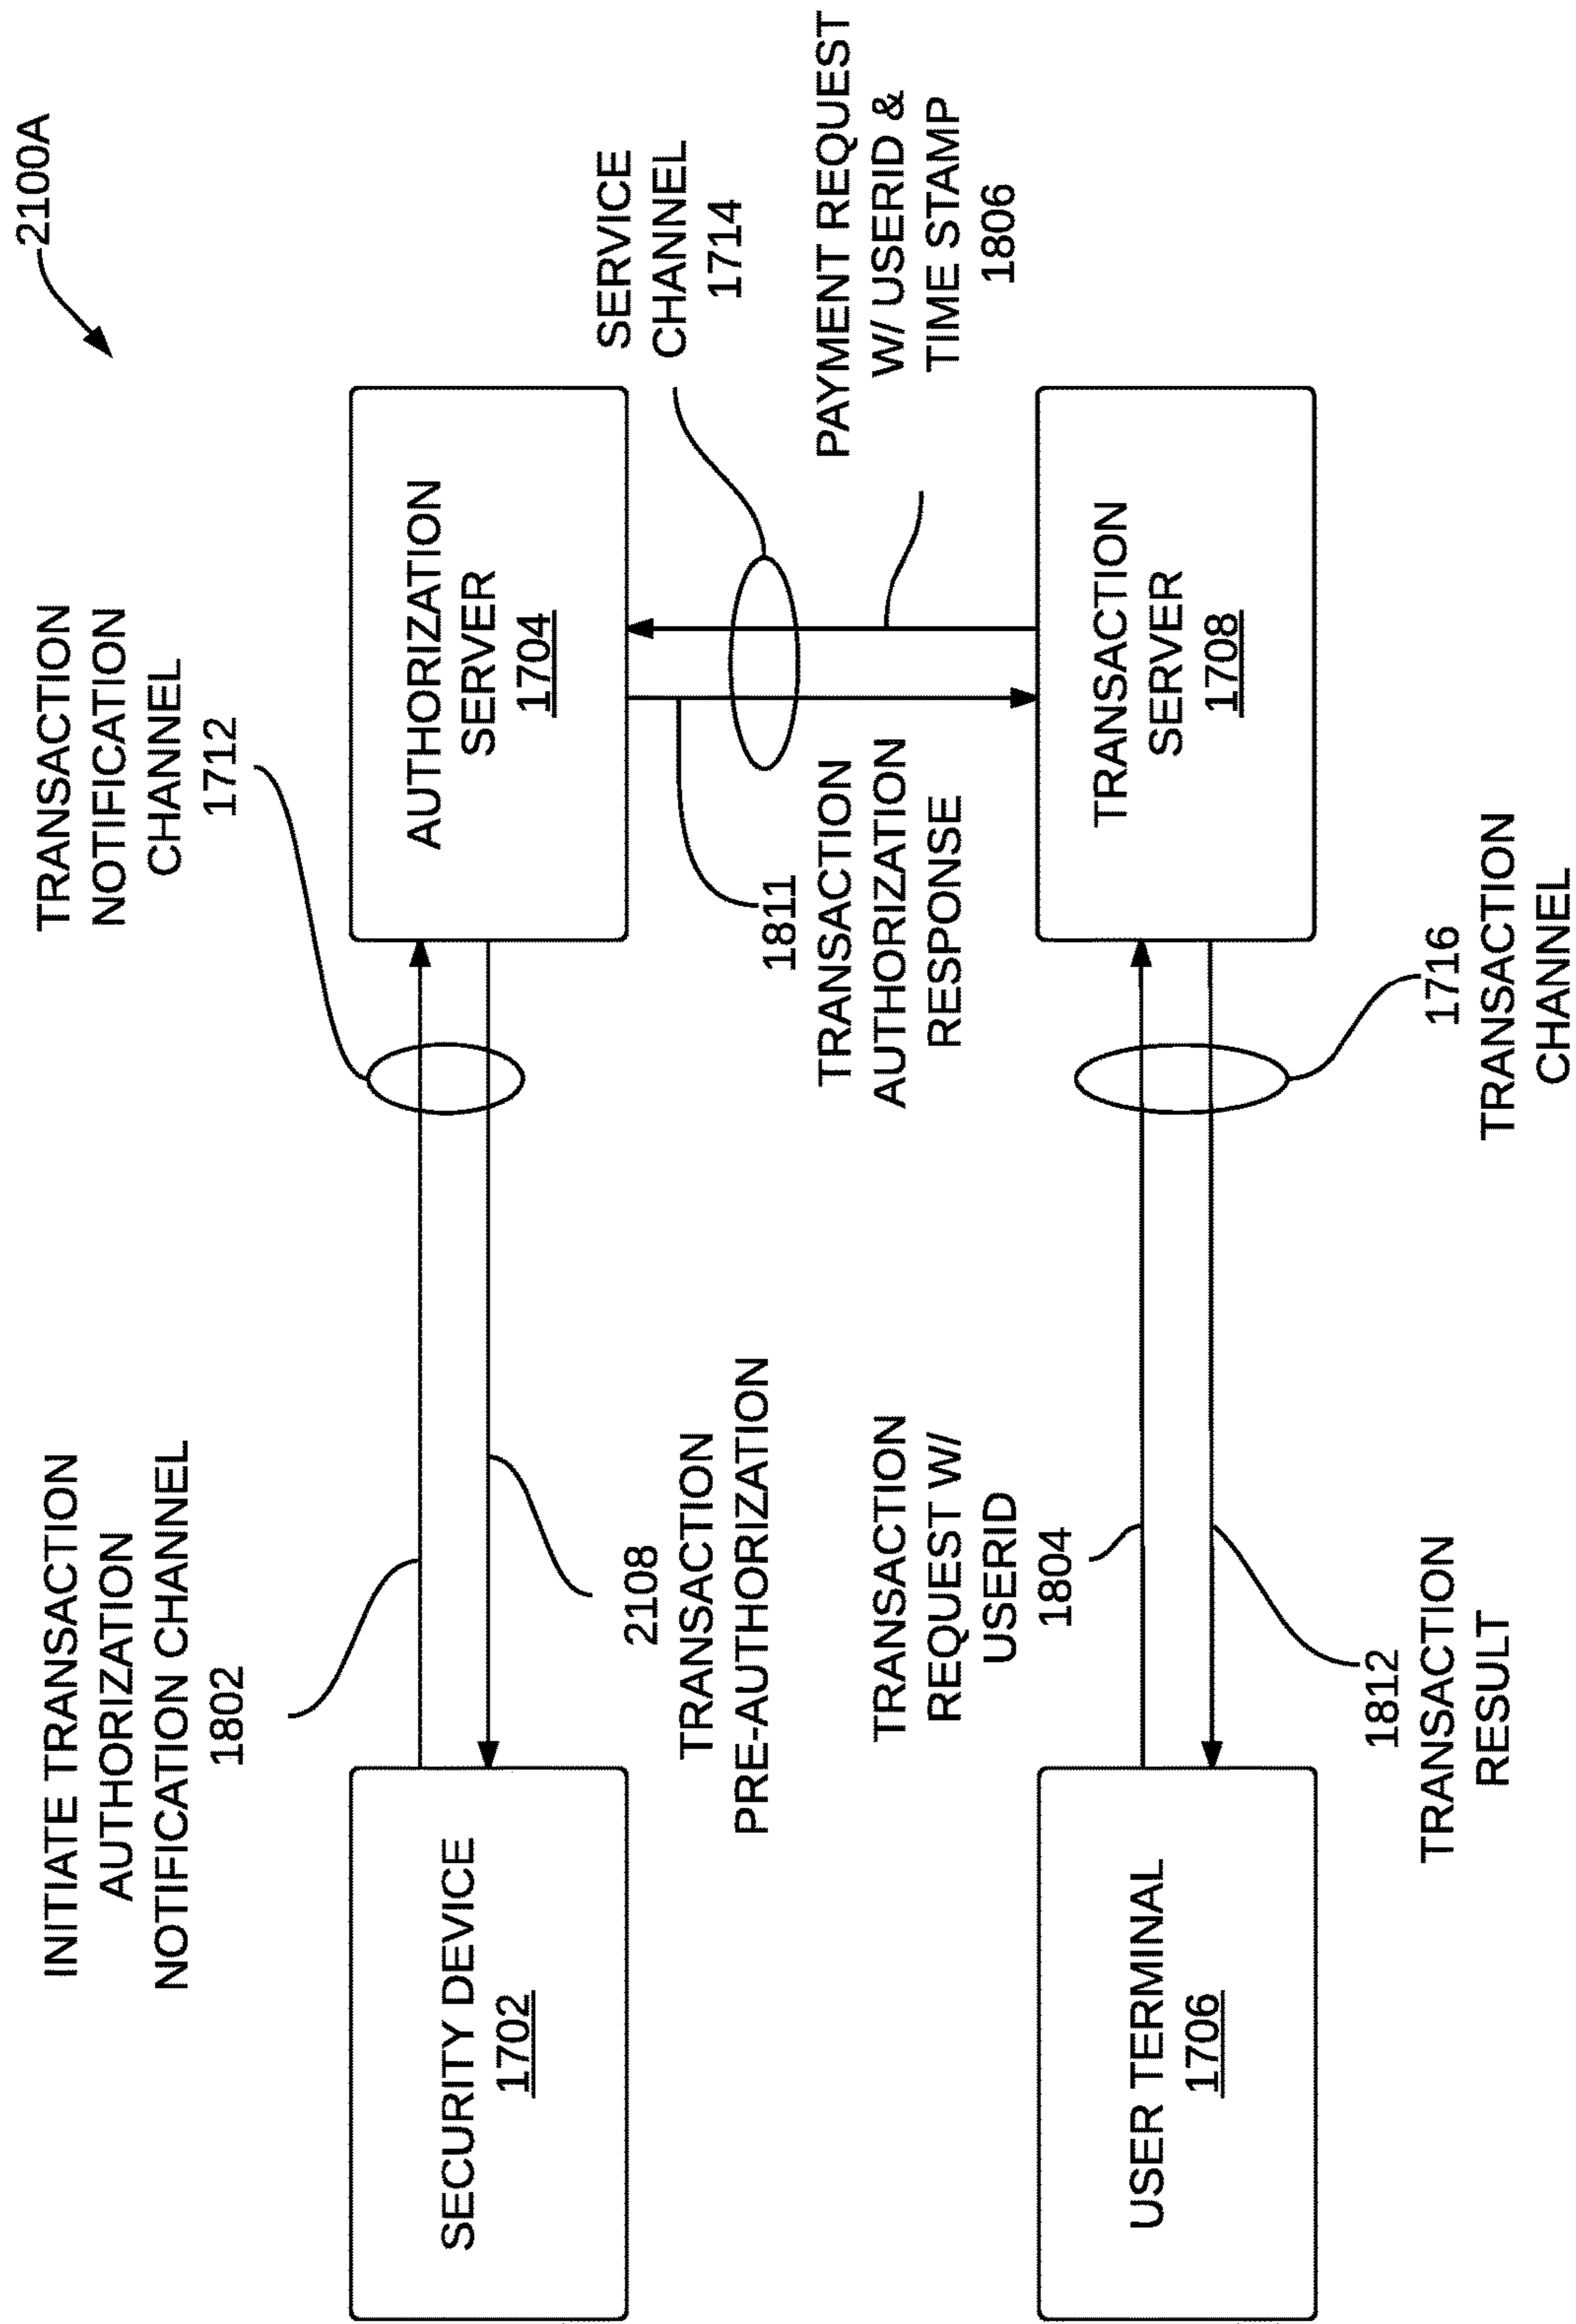 2100A
INITIATE TRANSACTION
AUTHORIZATION
NOTIFICATION CHANNEL
1802
TRANSACTION
NOTIFICATION
CHANNEL
1712
SECURITY DEVICE
1702
AUTHORIZATION
SERVER
1704
2108
TRANSACTION
PRE-AUTHORIZATION
SERVICE
CHANNEL
1714
1811
TRANSACTION
AUTHORIZATION
RESPONSE
PAYMENT REQUEST
W/ USERID &
TIME STAMP
1806
TRANSACTION
REQUEST W/
USERID
1804
USER TERMINAL
1706
TRANSACTION
SERVER
1708
1812
TRANSACTION
RESULT
1716
TRANSACTION
CHANNEL